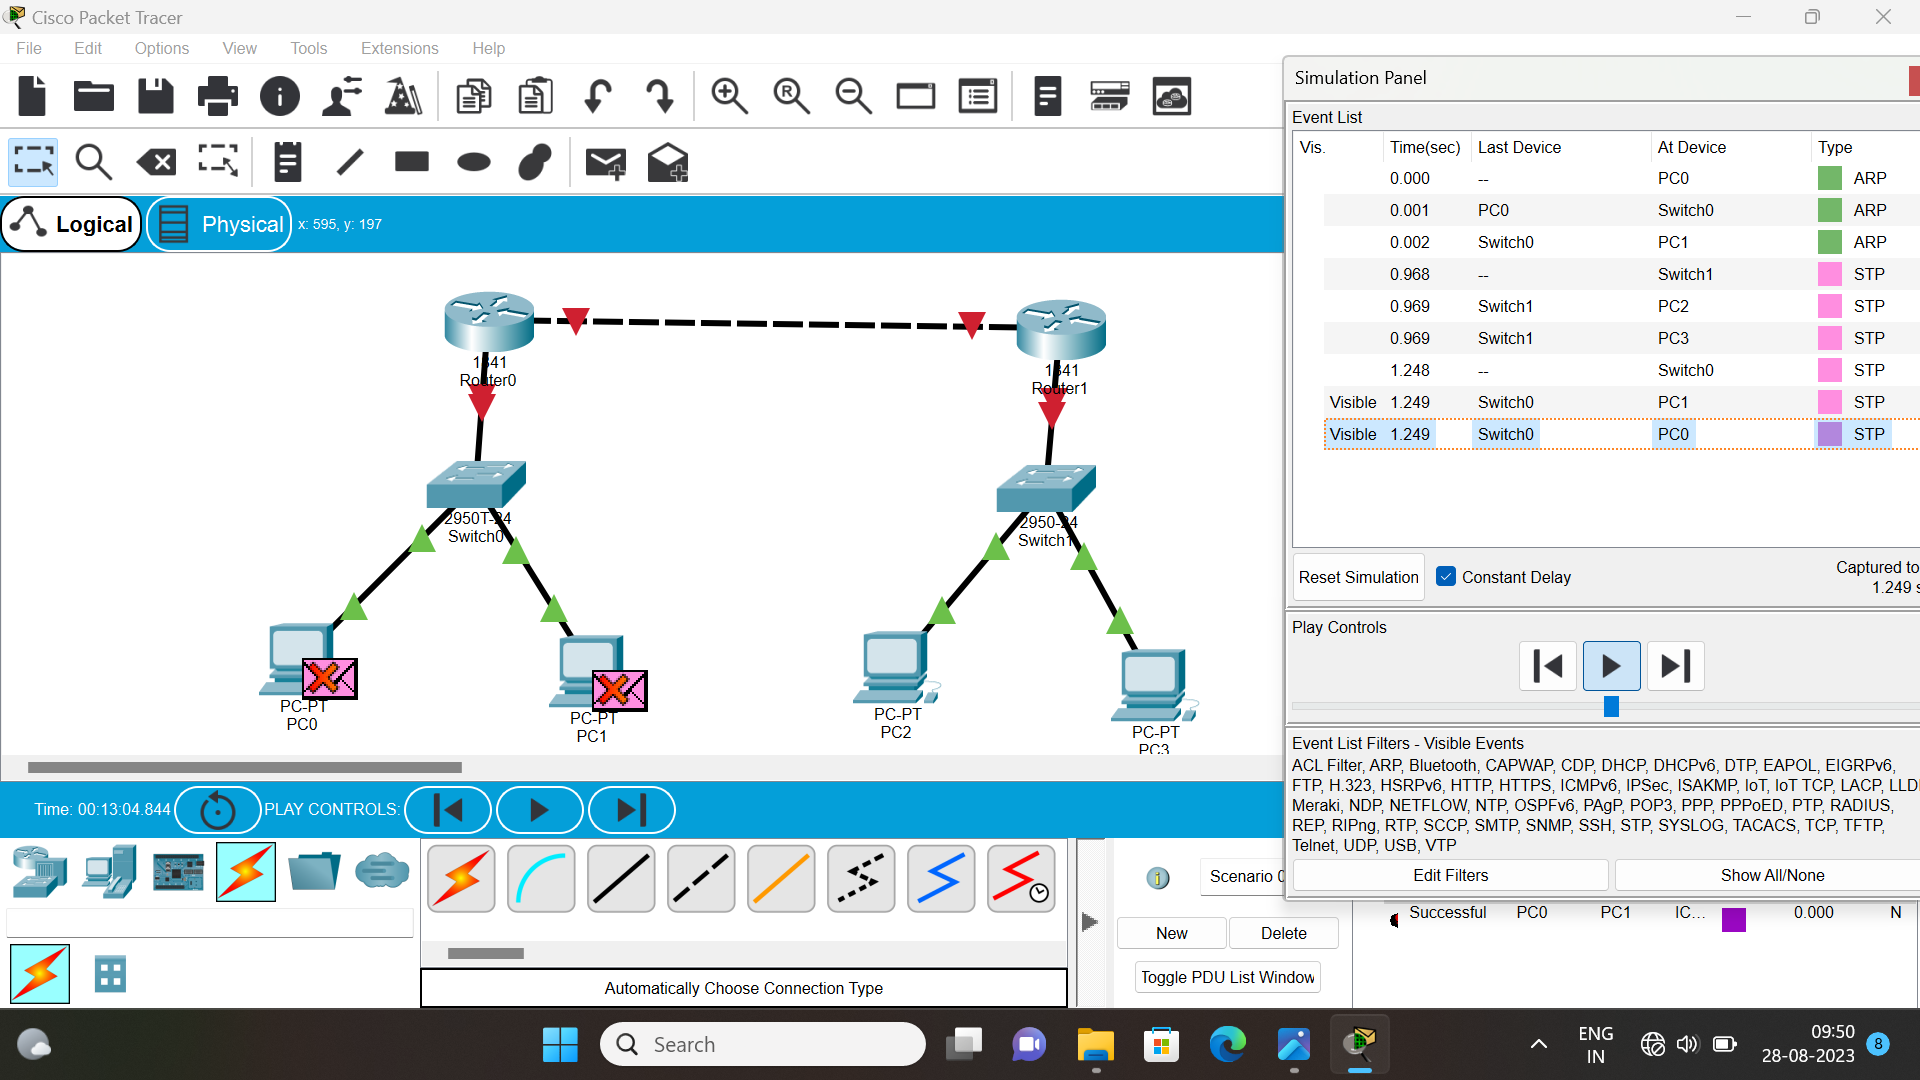 Cisco Packet Tracer
File Edit Options View Tools Extensions Help
Logical Physical x: 595, y: 197
1841
Router0
1841
Router1
2950T-24
Switch0
2950-24
Switch1
PC-PT
PC0
PC-PT
PC1
PC-PT
PC2
PC-PT
PC3
Simulation Panel
Event List
Vis. Time(sec) Last Device At Device Type
0.000 -- PC0 ARP
0.001 PC0 Switch0 ARP
0.002 Switch0 PC1 ARP
0.968 -- Switch1 STP
0.969 Switch1 PC2 STP
0.969 Switch1 PC3 STP
1.248 -- Switch0 STP
Visible 1.249 Switch0 PC1 STP
Visible 1.249 Switch0 PC0 STP
Reset Simulation Constant Delay
Captured to
1.249 s
Play Controls
Event List Filters - Visible Events
ACL Filter, ARP, Bluetooth, CAPWAP, CDP, DHCP, DHCPv6, DTP, EAPOL, EIGRPv6,
FTP, H.323, HSRPv6, HTTP, HTTPS, ICMPv6, IPSec, ISAKMP, IoT, IoT TCP, LACP, LLD
Meraki, NDP, NETFLOW, NTP, OSPFv6, PAgP, POP3, PPP, PPPoED, PTP, RADIUS,
REP, RIPng, RTP, SCCP, SMTP, SNMP, SSH, STP, SYSLOG, TACACS, TCP, TFTP,
Telnet, UDP, USB, VTP
Edit Filters Show All/None
Time: 00:13:04.844 PLAY CONTROLS:
Automatically Choose Connection Type
Scenario 0
New Delete
Toggle PDU List Window
Successful PC0 PC1 IC... 0.000 N
Search
ENG
IN
09:50
28-08-2023
8